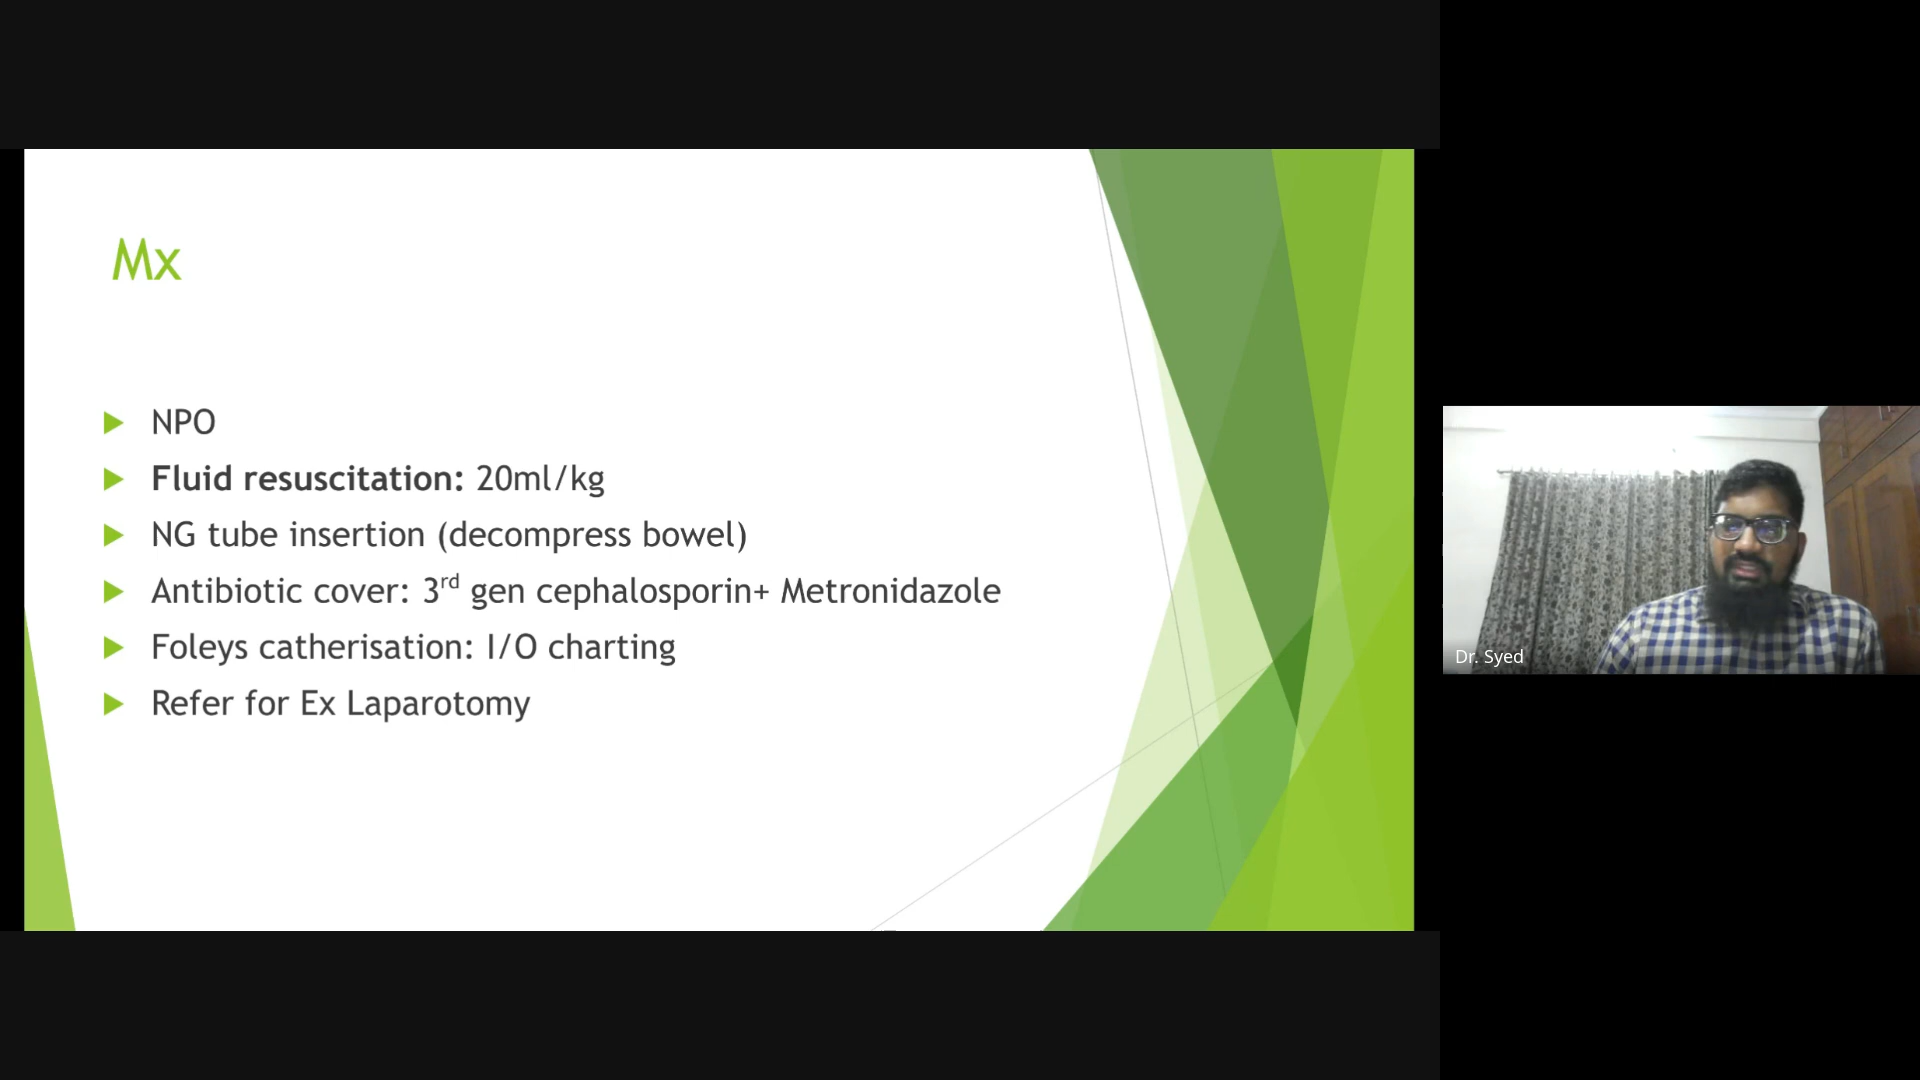 Mx
NPO
Fluid resuscitation: 20ml/kg
NG tube insertion (decompress bowel)
Antibiotic cover: 3rd gen cephalosporin+ Metronidazole
Foleys catherisation: I/O charting
Refer for Ex Laparotomy
Dr. Syed